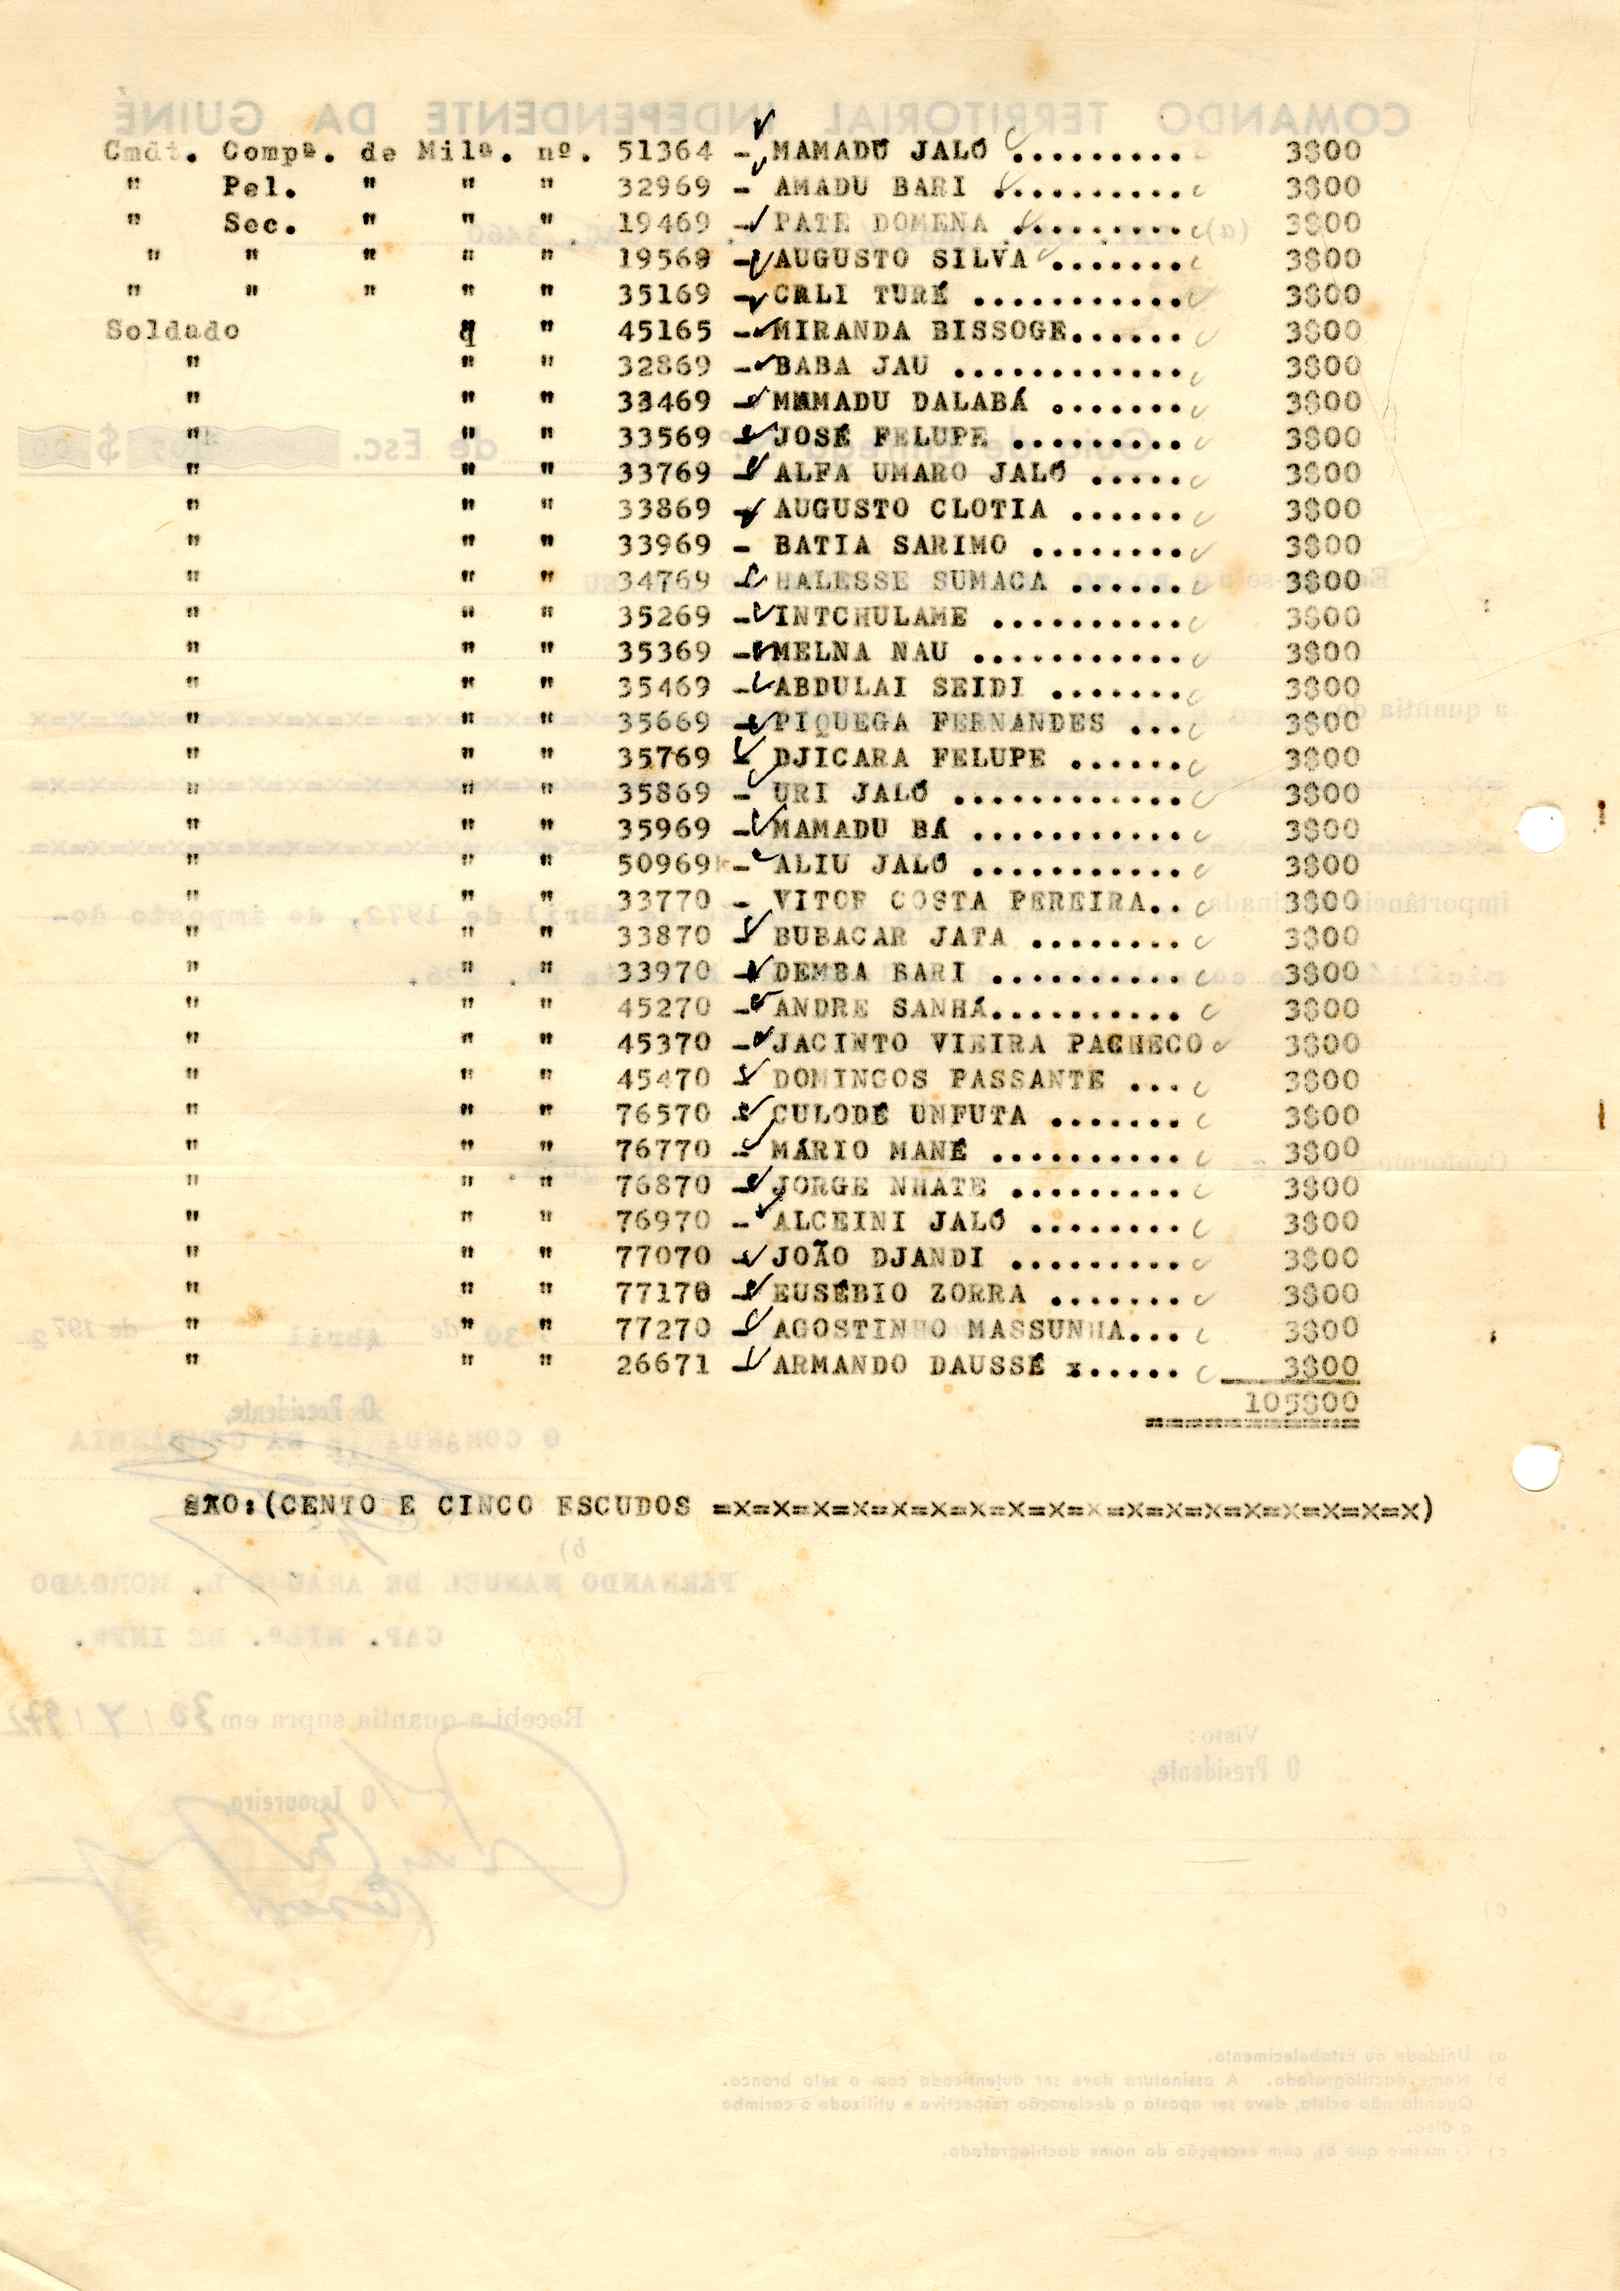 Cmdt. Compª. de Milª. nº. 51364 - MAMADÚ JALÓ ......... 3$00
" Pel. " " " 32969 - AMADU BARI .......... 3$00
" Sec. " " " 19469 - PATE DOMENA ......... 3$00
" " " " " 19569 - AUGUSTO SILVA ....... 3$00
" " " " " 35169 - CALI TURÉ ........... 3$00
Soldado " " 45165 - MIRANDA BISSOGE...... 3$00
" " " 32869 - BABA JAU ............ 3$00
" " " 33469 - MAMADU DALABÁ ....... 3$00
" " " 33569 - JOSÉ FELUPE ......... 3$00
" " " 33769 - ALFA UMARO JALÓ ..... 3$00
" " " 33869 - AUGUSTO CLOTIA ...... 3$00
" " " 33969 - BATIA SARIMO ........ 3$00
" " " 34769 - HALESSE SUMACA ...... 3$00
" " " 35269 - INTCHULAME .......... 3$00
" " " 35369 - MELNA NAU ........... 3$00
" " " 35469 - ABDULAI SEIDI ....... 3$00
" " " 35669 - PIQUEGA FERNANDES ... 3$00
" " " 35769 - DJICARA FELUPE ...... 3$00
" " " 35869 - URI JALÓ ............ 3$00
" " " 35969 - MAMADU BÁ ........... 3$00
" " " 50969 - ALIU JALÓ ........... 3$00
" " " 33770 - VITOR COSTA PEREIRA.. 3$00
" " " 33870 - BUBACAR JATA ........ 3$00
" " " 33970 - DEMBA BARI .......... 3$00
" " " 45270 - ANDRE SANHÁ.......... 3$00
" " " 45370 - JACINTO VIEIRA PACHECO 3$00
" " " 45470 - DOMINGOS PASSANTE ... 3$00
" " " 76570 - CULODÉ UNFUTA ....... 3$00
" " " 76770 - MÁRIO MANÉ .......... 3$00
" " " 76870 - JORGE NHATE ......... 3$00
" " " 76970 - ALCEINI JALÓ ........ 3$00
" " " 77070 - JOÃO DJANDI ......... 3$00
" " " 77170 - EUSÉBIO ZORRA ....... 3$00
" " " 77270 - AGOSTINHO MASSUNHA... 3$00
" " " 26671 - ARMANDO DAUSSÉ x...... 3$00
105$00
SÃO:(CENTO E CINCO ESCUDOS =X=X=X=X=X=X=X=X=X=X=X=X=X=X=X=X=X=X)